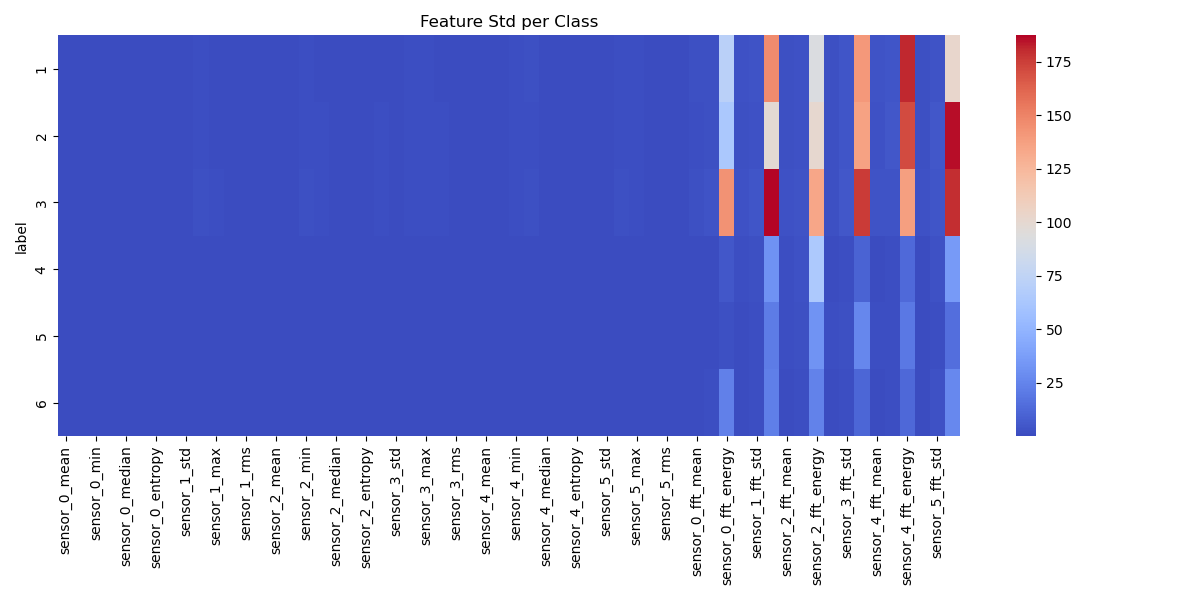 Feature Std per Class
label
1
2
3
4
5
6
sensor_0_mean
sensor_0_min
sensor_0_median
sensor_0_entropy
sensor_1_std
sensor_1_max
sensor_1_rms
sensor_2_mean
sensor_2_min
sensor_2_median
sensor_2_entropy
sensor_3_std
sensor_3_max
sensor_3_rms
sensor_4_mean
sensor_4_min
sensor_4_median
sensor_4_entropy
sensor_5_std
sensor_5_max
sensor_5_rms
sensor_0_fft_mean
sensor_0_fft_energy
sensor_1_fft_std
sensor_2_fft_mean
sensor_2_fft_energy
sensor_3_fft_std
sensor_4_fft_mean
sensor_4_fft_energy
sensor_5_fft_std
175
150
125
100
75
50
25